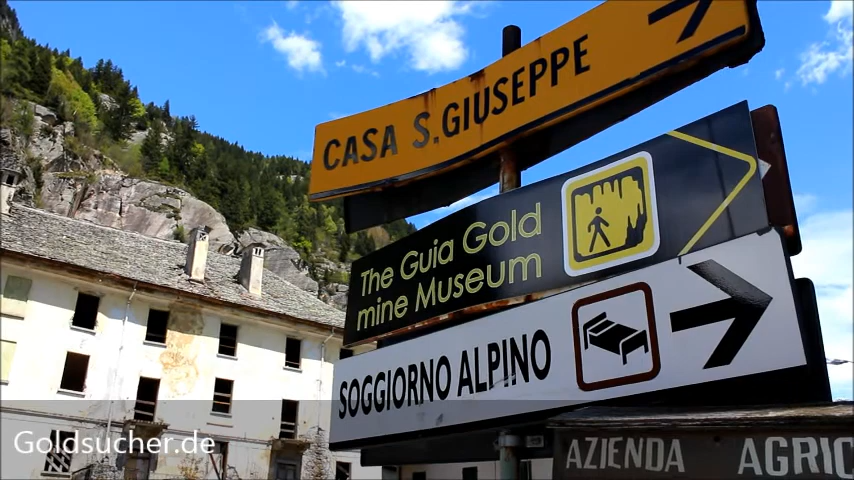 CASA S.GIUSEPPE
The Guia Gold
mine Museum
SOGGIORNO ALPINO
AZIENDA AGRIC
Goldsucher.de